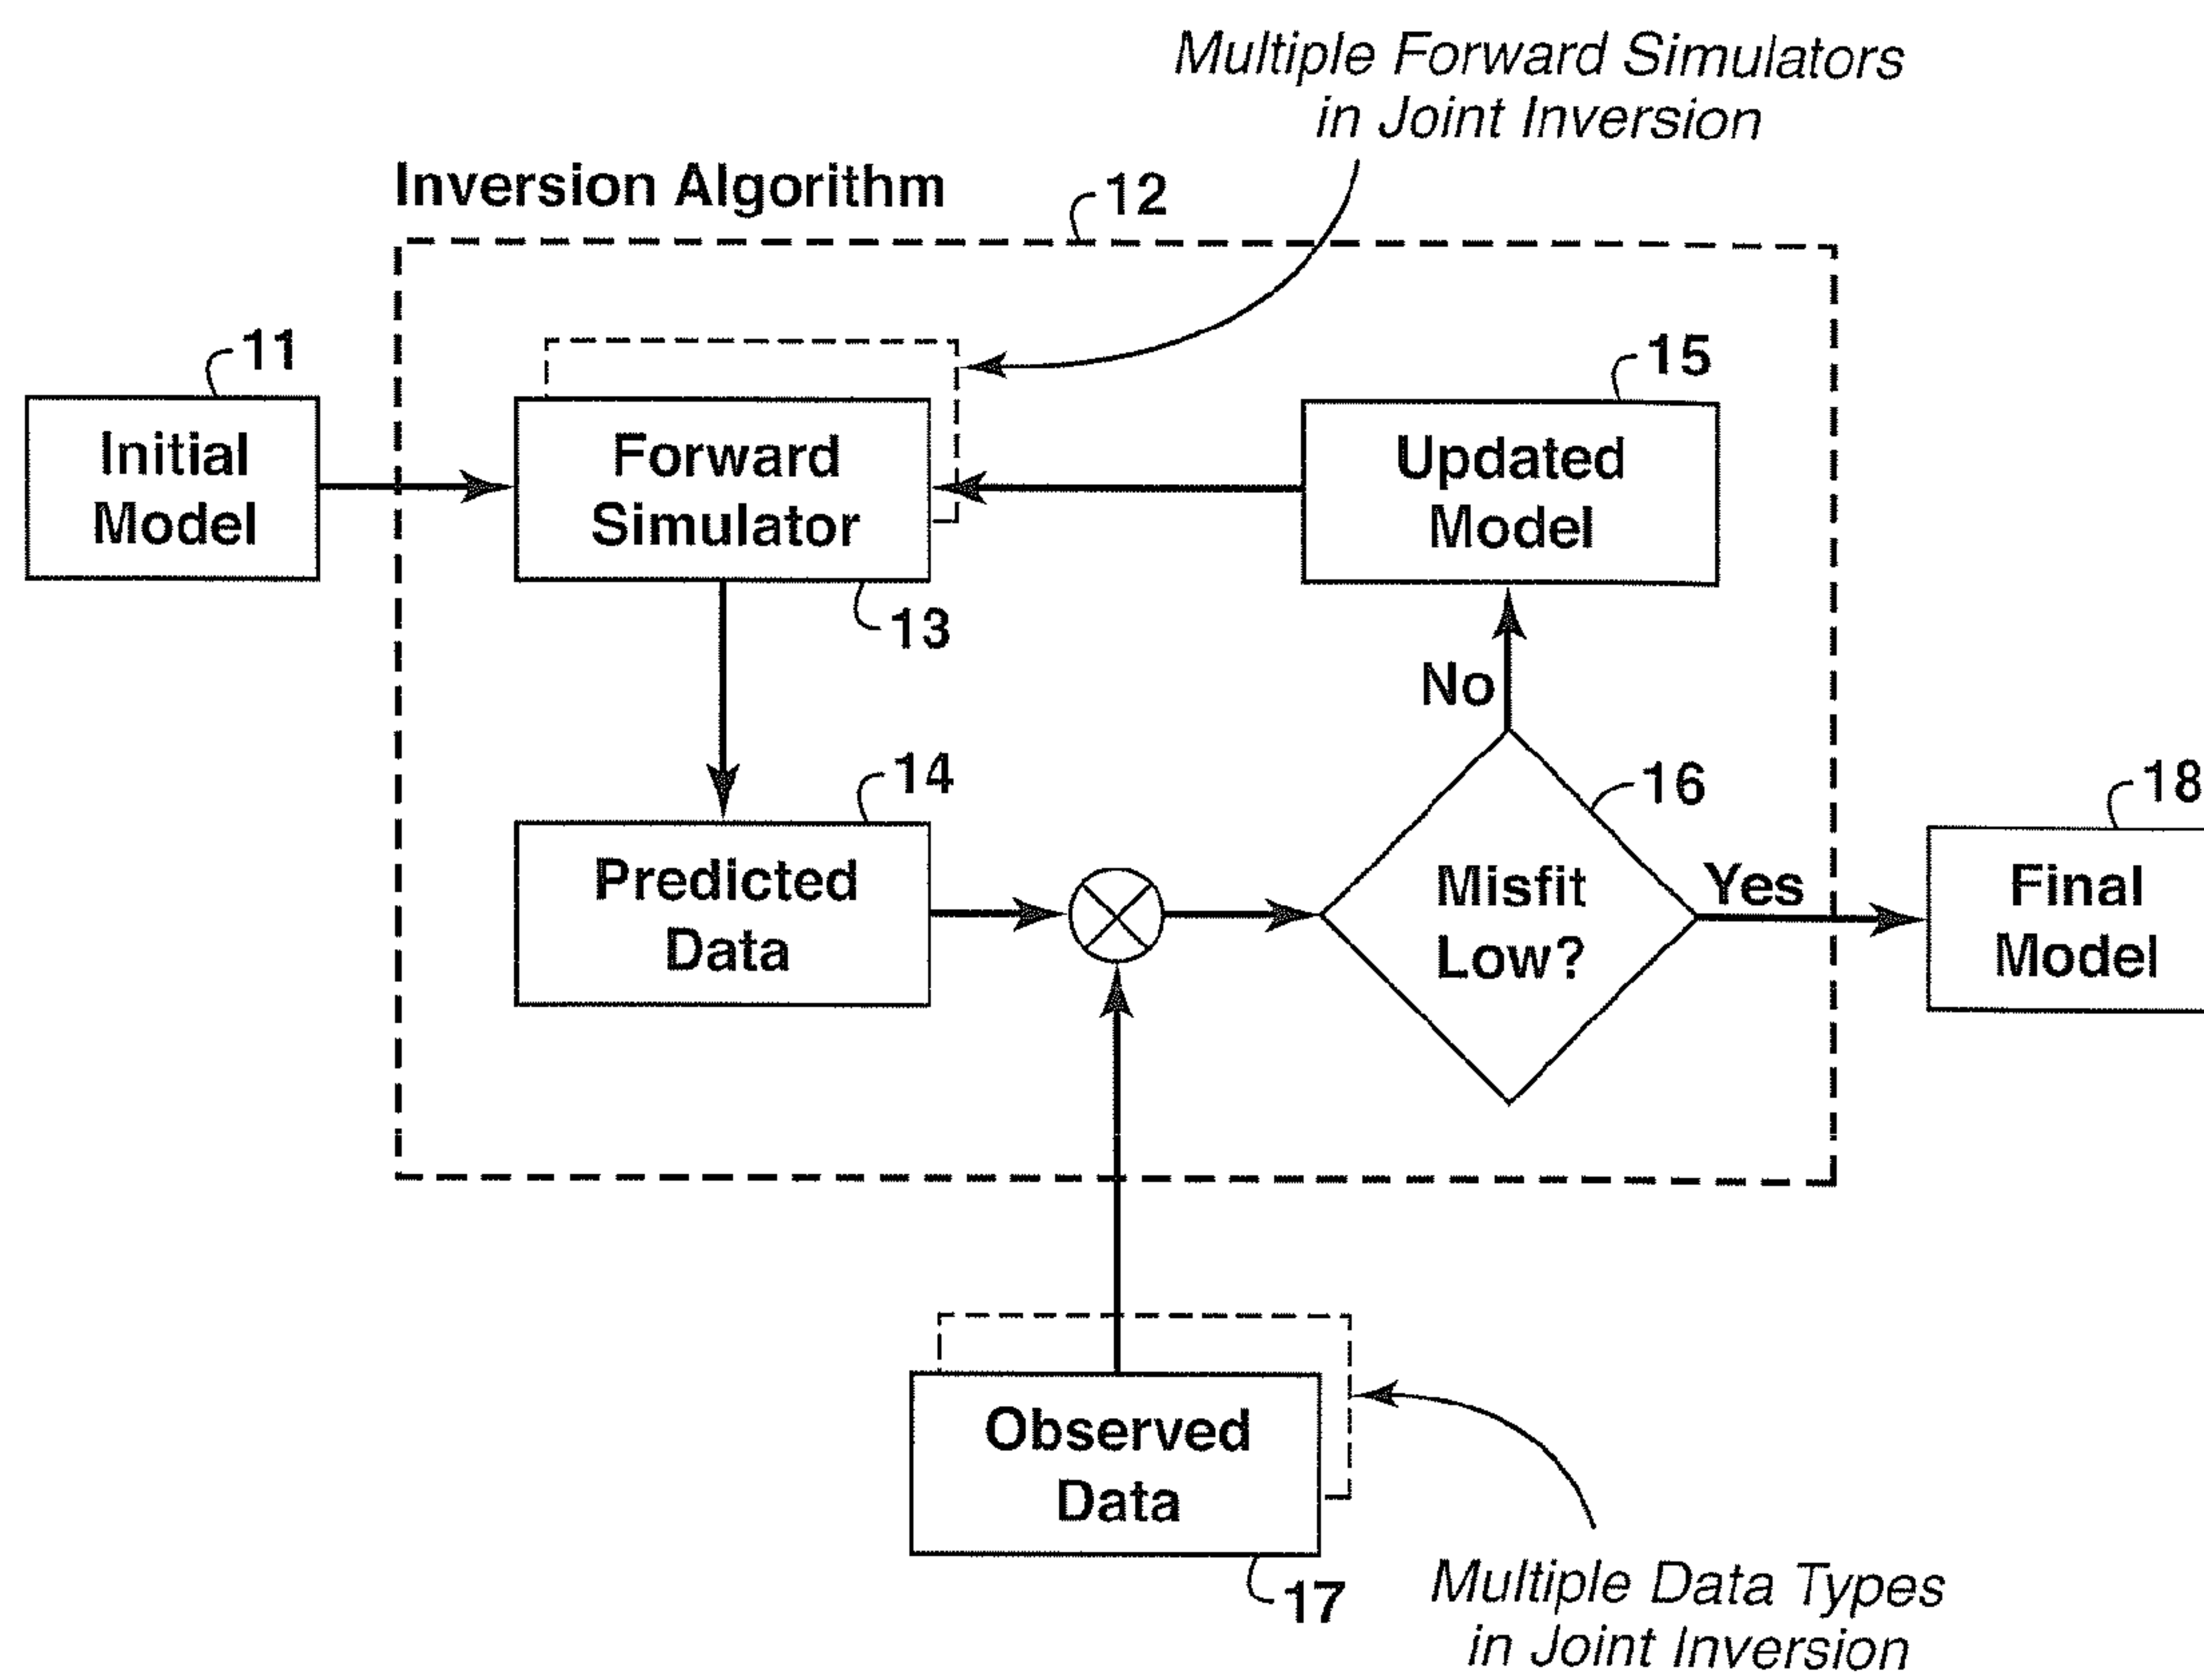 Multiple Forward Simulators
in Joint Inversion
Inversion Algorithm
12
11
Initial
Model
Forward
Simulator
13
15
Updated
Model
No
14
Predicted
Data
16
Misfit
Low?
Yes
18
Final
Model
Observed
Data
17
Multiple Data Types
in Joint Inversion